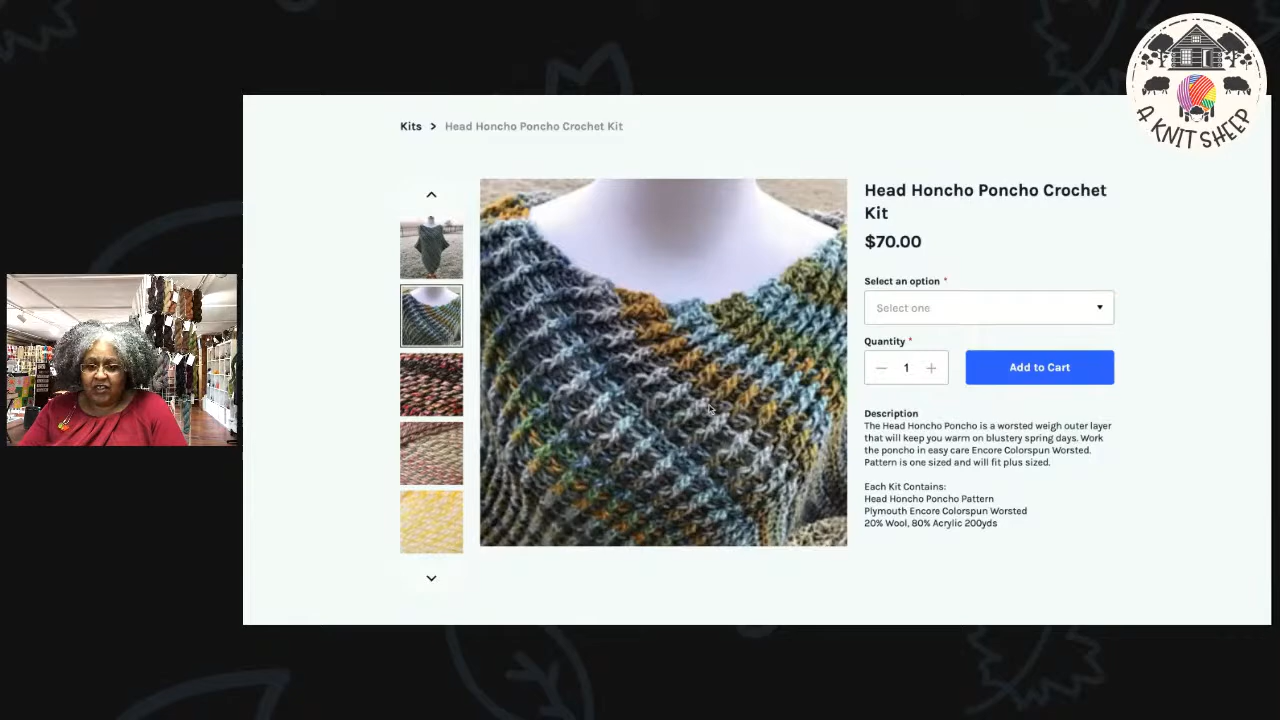 Kits > Head Honcho Poncho Crochet Kit
Head Honcho Poncho Crochet
Kit
$70.00
Select an option *
Select one
Quantity *
1
Add to Cart
Description
The Head Honcho Poncho is a worsted weigh outer layer
that will keep you warm on blustery spring days. Work
the poncho in easy care Encore Colorspun Worsted.
Pattern is one sized and will fit plus sized.
Each Kit Contains:
Head Honcho Poncho Pattern
Plymouth Encore Colorspun Worsted
20% Wool, 80% Acrylic 200yds
A KNIT SHEEP